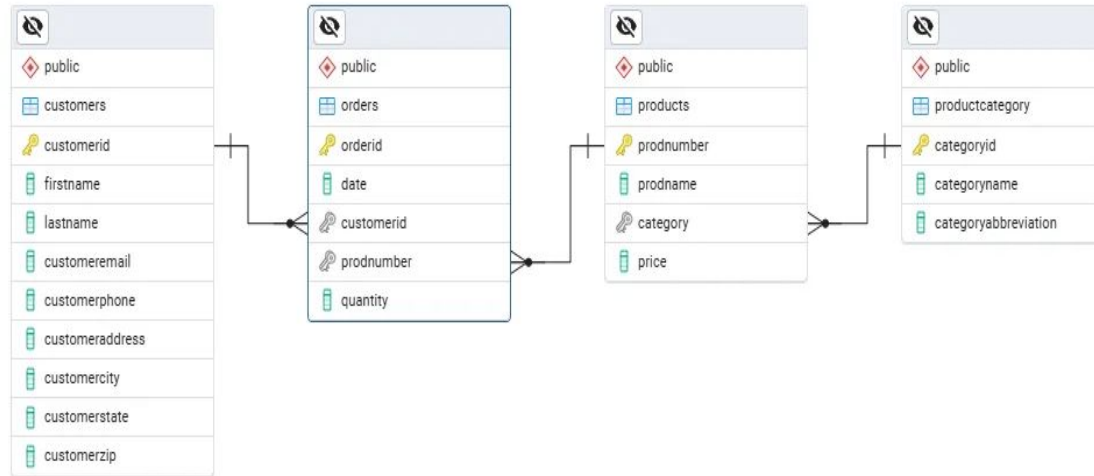 public
customers
customerid
firstname
lastname
customeremail
customerphone
customeraddress
customercity
customerstate
customerzip
public
orders
orderid
date
customerid
prodnumber
quantity
public
products
prodnumber
prodname
category
price
public
productcategory
categoryid
categoryname
categoryabbreviation